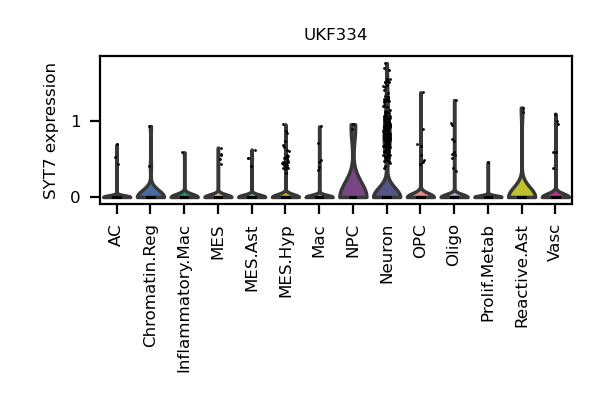 UKF334
SYT7 expression
1
0
AC
Chromatin.Reg
Inflammatory.Mac
MES
MES.Ast
MES.Hyp
Mac
NPC
Neuron
OPC
Oligo
Prolif.Metab
Reactive.Ast
Vasc